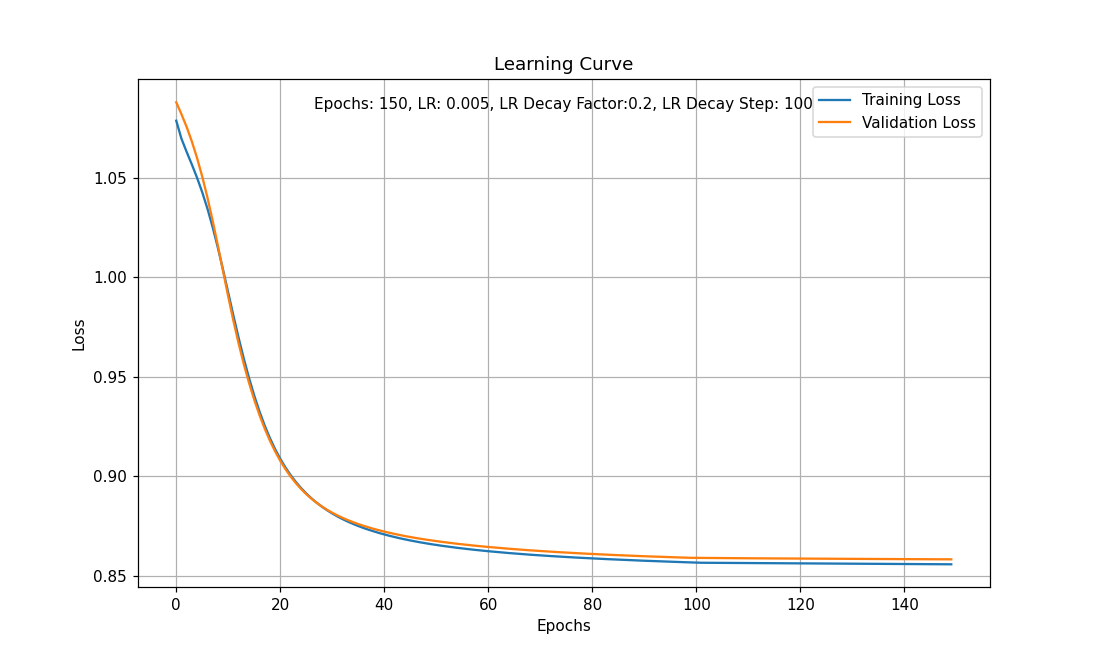 Learning Curve
Epochs: 150, LR: 0.005, LR Decay Factor:0.2, LR Decay Step: 100
Training Loss
Validation Loss
1.05
1.00
0.95
0.90
0.85
Loss
0 20 40 60 80 100 120 140
Epochs